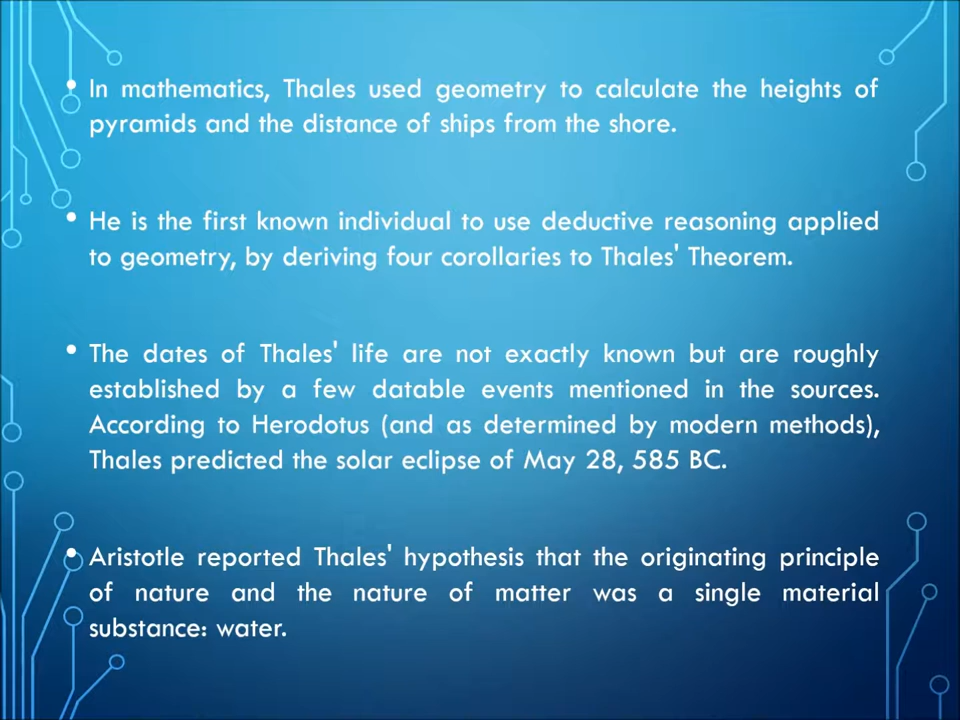 • In mathematics, Thales used geometry to calculate the heights of
pyramids and the distance of ships from the shore.
• He is the first known individual to use deductive reasoning applied
to geometry, by deriving four corollaries to Thales' Theorem.
• The dates of Thales' life are not exactly known but are roughly
established by a few datable events mentioned in the sources.
According to Herodotus (and as determined by modern methods),
Thales predicted the solar eclipse of May 28, 585 BC.
• Aristotle reported Thales' hypothesis that the originating principle
of nature and the nature of matter was a single material
substance: water.